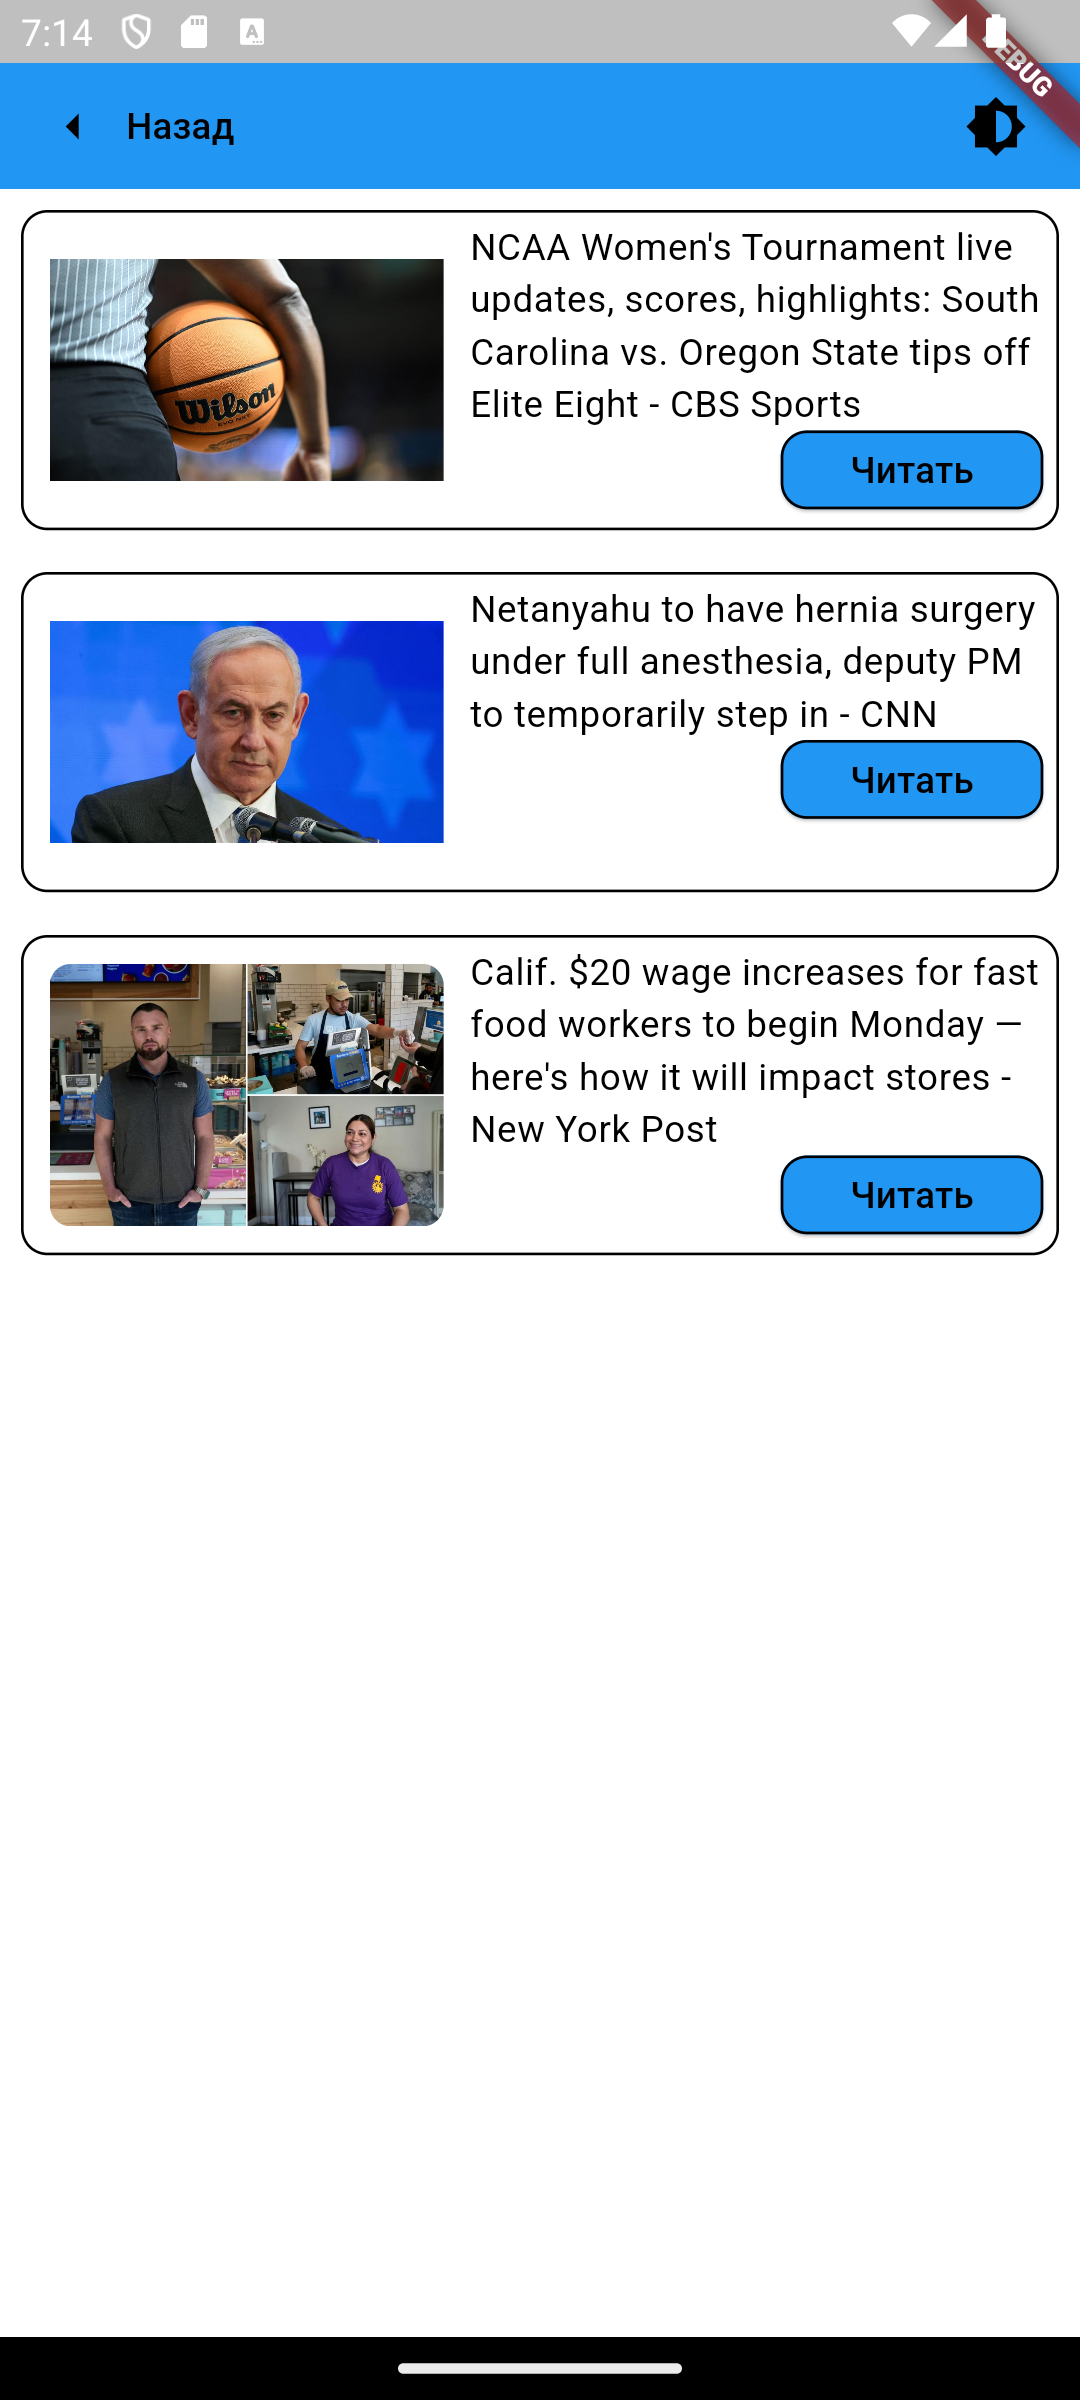 7:14
DEBUG
Назад
NCAA Women's Tournament live
updates, scores, highlights: South
Carolina vs. Oregon State tips off
Elite Eight - CBS Sports
Wilson
Читать
Netanyahu to have hernia surgery
under full anesthesia, deputy PM
to temporarily step in - CNN
Читать
Calif. $20 wage increases for fast
food workers to begin Monday —
here's how it will impact stores -
New York Post
Читать